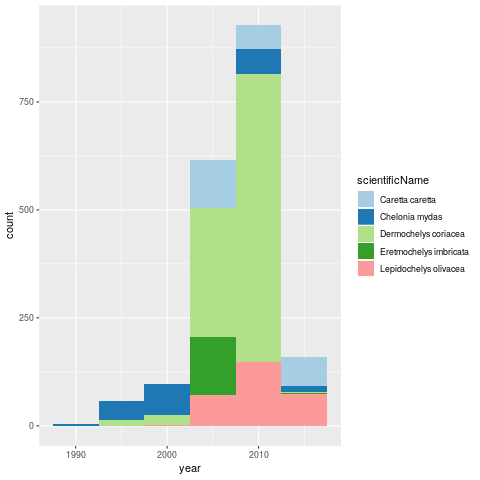 750
500
250
0
count
1990 2000 2010
year
scientificName
Caretta caretta
Chelonia mydas
Dermochelys coriacea
Eretmochelys imbricata
Lepidochelys olivacea